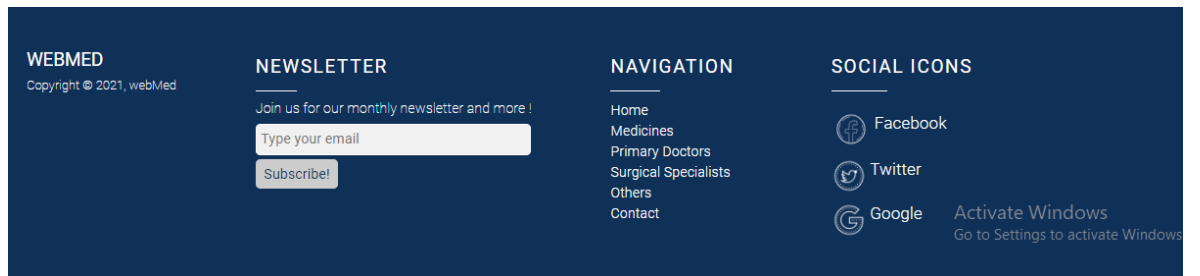 WEBMED
Copyright © 2021, webMed
NEWSLETTER
Join us for our monthly newsletter and more !
Type your email
Subscribe!
NAVIGATION
Home
Medicines
Primary Doctors
Surgical Specialists
Others
Contact
SOCIAL ICONS
Facebook
Twitter
Google
Activate Windows
Go to Settings to activate Windows